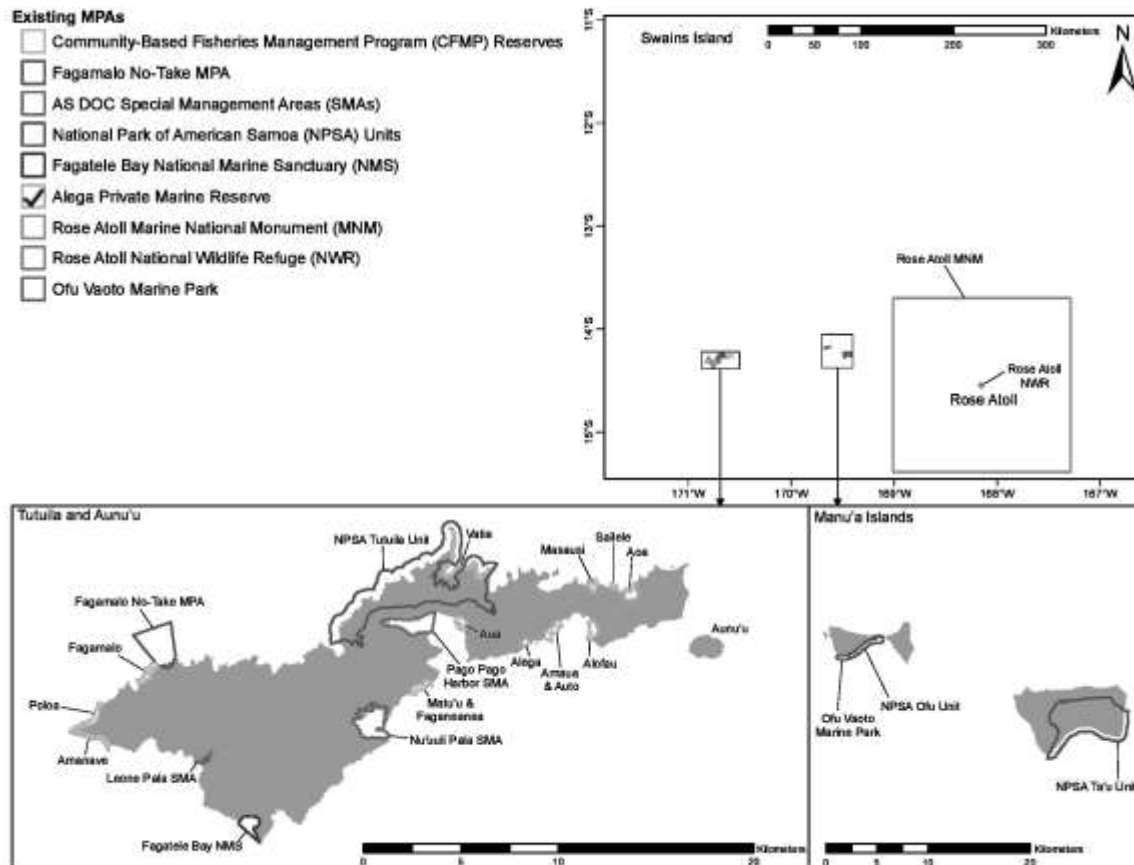 Existing MPAs
Community-Based Fisheries Management Program (CFMP) Reserves
Fagamalo No-Take MPA
AS DOC Special Management Areas (SMAs)
National Park of American Samoa (NPSA) Units
Fagatele Bay National Marine Sanctuary (NMS)
Alega Private Marine Reserve
Rose Atoll Marine National Monument (MNM)
Rose Atoll National Wildlife Refuge (NWR)
Ofu Vaoto Marine Park
Swains Island
0 50 100 200 300 Kilometers
N
11°S
12°S
13°S
14°S
15°S
Rose Atoll MNM
Rose Atoll
NWR
Rose Atoll
171°W 170°W 169°W 168°W 167°W
Tutuila and Aunu'u
NPSA Tutuila Unit
Vatia
Masausi
Sailele
Aoa
Fagamalo No-Take MPA
Fagamalo
Poloa
Amanave
Leone Pala SMA
Fagatele Bay NMS
Aua
Pago Pago
Harbor SMA
Matu'u &
Faganeanea
Nu'uuli Pala SMA
Alega
Amaua
& Auto
Alofau
Aunu'u
0 5 10 20 Kilometers
Manu'a Islands
Ofu Vaoto
Marine Park
NPSA Ofu Unit
NPSA Ta'u Unit
0 5 10 20 Kilometers